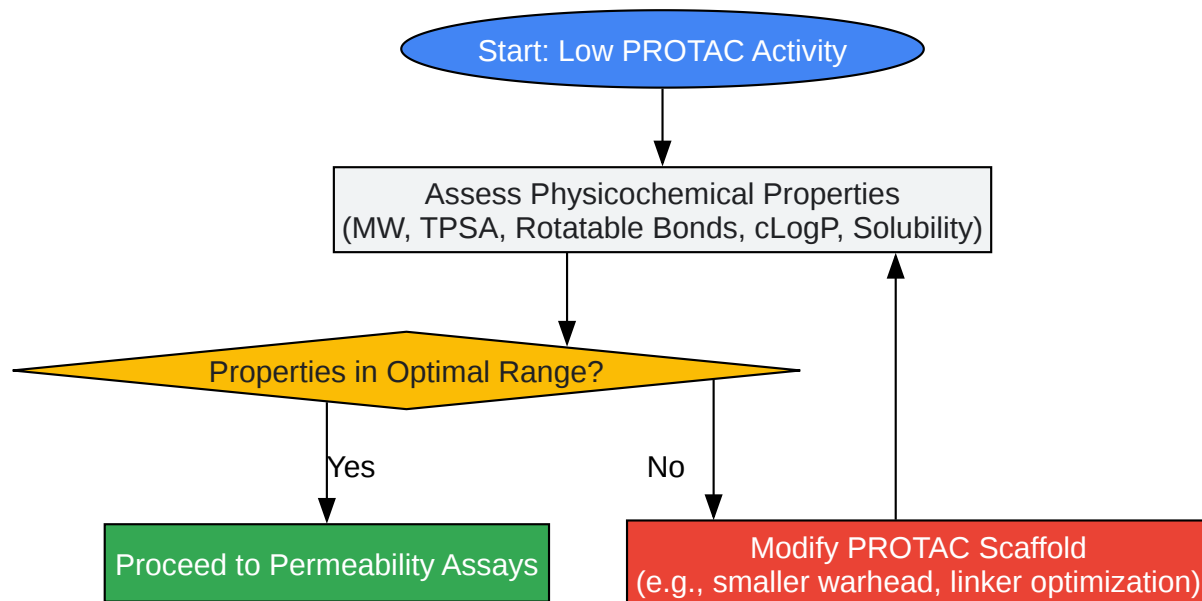 Start: Low PROTAC Activity
Assess Physicochemical Properties
(MW, TPSA, Rotatable Bonds, cLogP, Solubility)
Properties in Optimal Range?
Yes
No
Proceed to Permeability Assays
Modify PROTAC Scaffold
(e.g., smaller warhead, linker optimization)